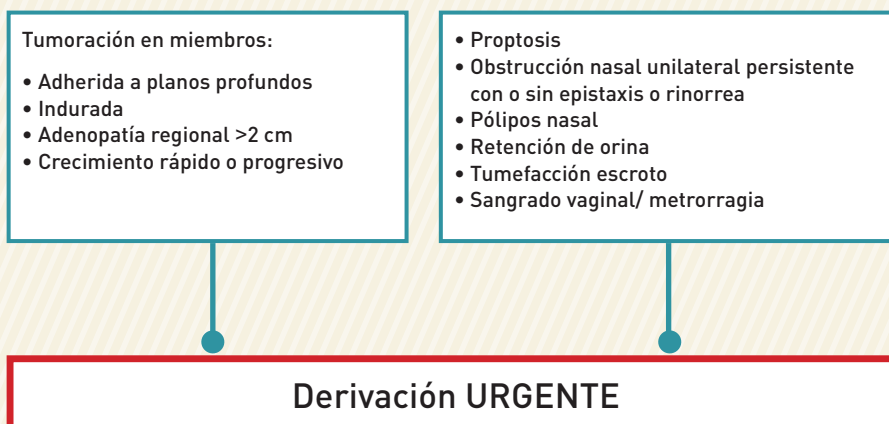 Tumoración en miembros:
• Adherida a planos profundos
• Indurada
• Adenopatía regional >2 cm
• Crecimiento rápido o progresivo
• Proptosis
• Obstrucción nasal unilateral persistente
con o sin epistaxis o rinorrea
• Pólipos nasal
• Retención de orina
• Tumefacción escroto
• Sangrado vaginal/ metrorragia
Derivación URGENTE